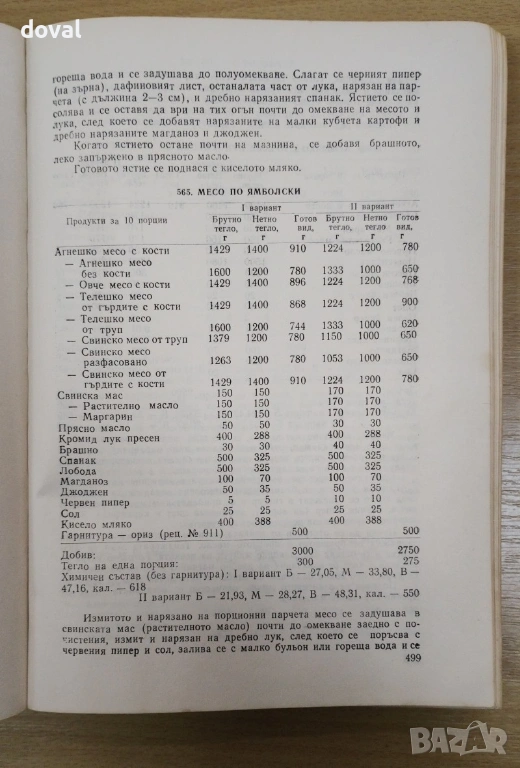 doval
гореща вода и се задушава до полуомекване. Слагат се черният пипер
(на зърна), дафиновият лист, останалата част от лука, нарязан на пар-
чета (с дължина 2—3 см), и дребно нарязаният спанак. Ястието се по-
солява и се оставя да ври на тих огън почти до омекване на месото и
лука, след което се добавят нарязаните на малки кубчета картофи и
дребно нарязаните магданоз и джоджен.
Когато ястието остане почти на мазнина, се добавя брашното,
леко запържено в прясното масло.
Готовото ястие се поднася с киселото мляко.
565. МЕСО ПО ЯМБОЛСКИ
I вариант II вариант
Продукти за 10 порции Брутно тегло, г Нетно тегло, г Готов вид, г Брутно тегло, г Нетно тегло, г Готов вид, г
Агнешко месо с кости 1429 1400 910 1224 1200 780
— Агнешко месо
без кости 1600 1200 780 1333 1000 650
— Овче месо с кости 1429 1400 896 1224 1200 768
— Телешко месо
от гърдите с кости 1429 1400 868 1224 1200 900
— Телешко месо
от труп 1600 1200 744 1333 1000 620
— Свинско месо от труп 1379 1200 780 1150 1000 650
— Свинско месо
разфасовано 1263 1200 780 1053 1000 650
— Свинско месо от
гърдите с кости 1429 1400 910 1224 1200 780
Свинска мас 150 150 170 170
— Растително масло 150 150 170 170
— Маргарин 150 150 170 170
Прясно масло 50 50 30 30
Кромид лук пресен 400 288 400 288
Брашно 30 30 40 40
Спанак 500 325 500 325
Лобода 500 325 500 325
Магданоз 100 70 100 70
Джоджен 50 35 50 35
Червен пипер 5 5 10 10
Сол 25 25 25 25
Кисело мляко 400 388 400 388
Гарнитура — ориз (рец. № 911) 500 500
Добив: 3000 2750
Тегло на една порция: 300 275
Химичен състав (без гарнитура): I вариант Б — 27,05, М — 33,80, В —
47,16, кал. — 618
II вариант Б — 21,93, М — 28,27, В — 48,31, кал. — 550
Измитото и нарязано на порционни парчета месо се задушава в
свинската мас (растителното масло) почти до омекване заедно с по-
чистения, измит и нарязан на дребно лук, след което се поръсва с
червения пипер и сол, залива се с малко бульон или гореща вода и се
499
BAZAR